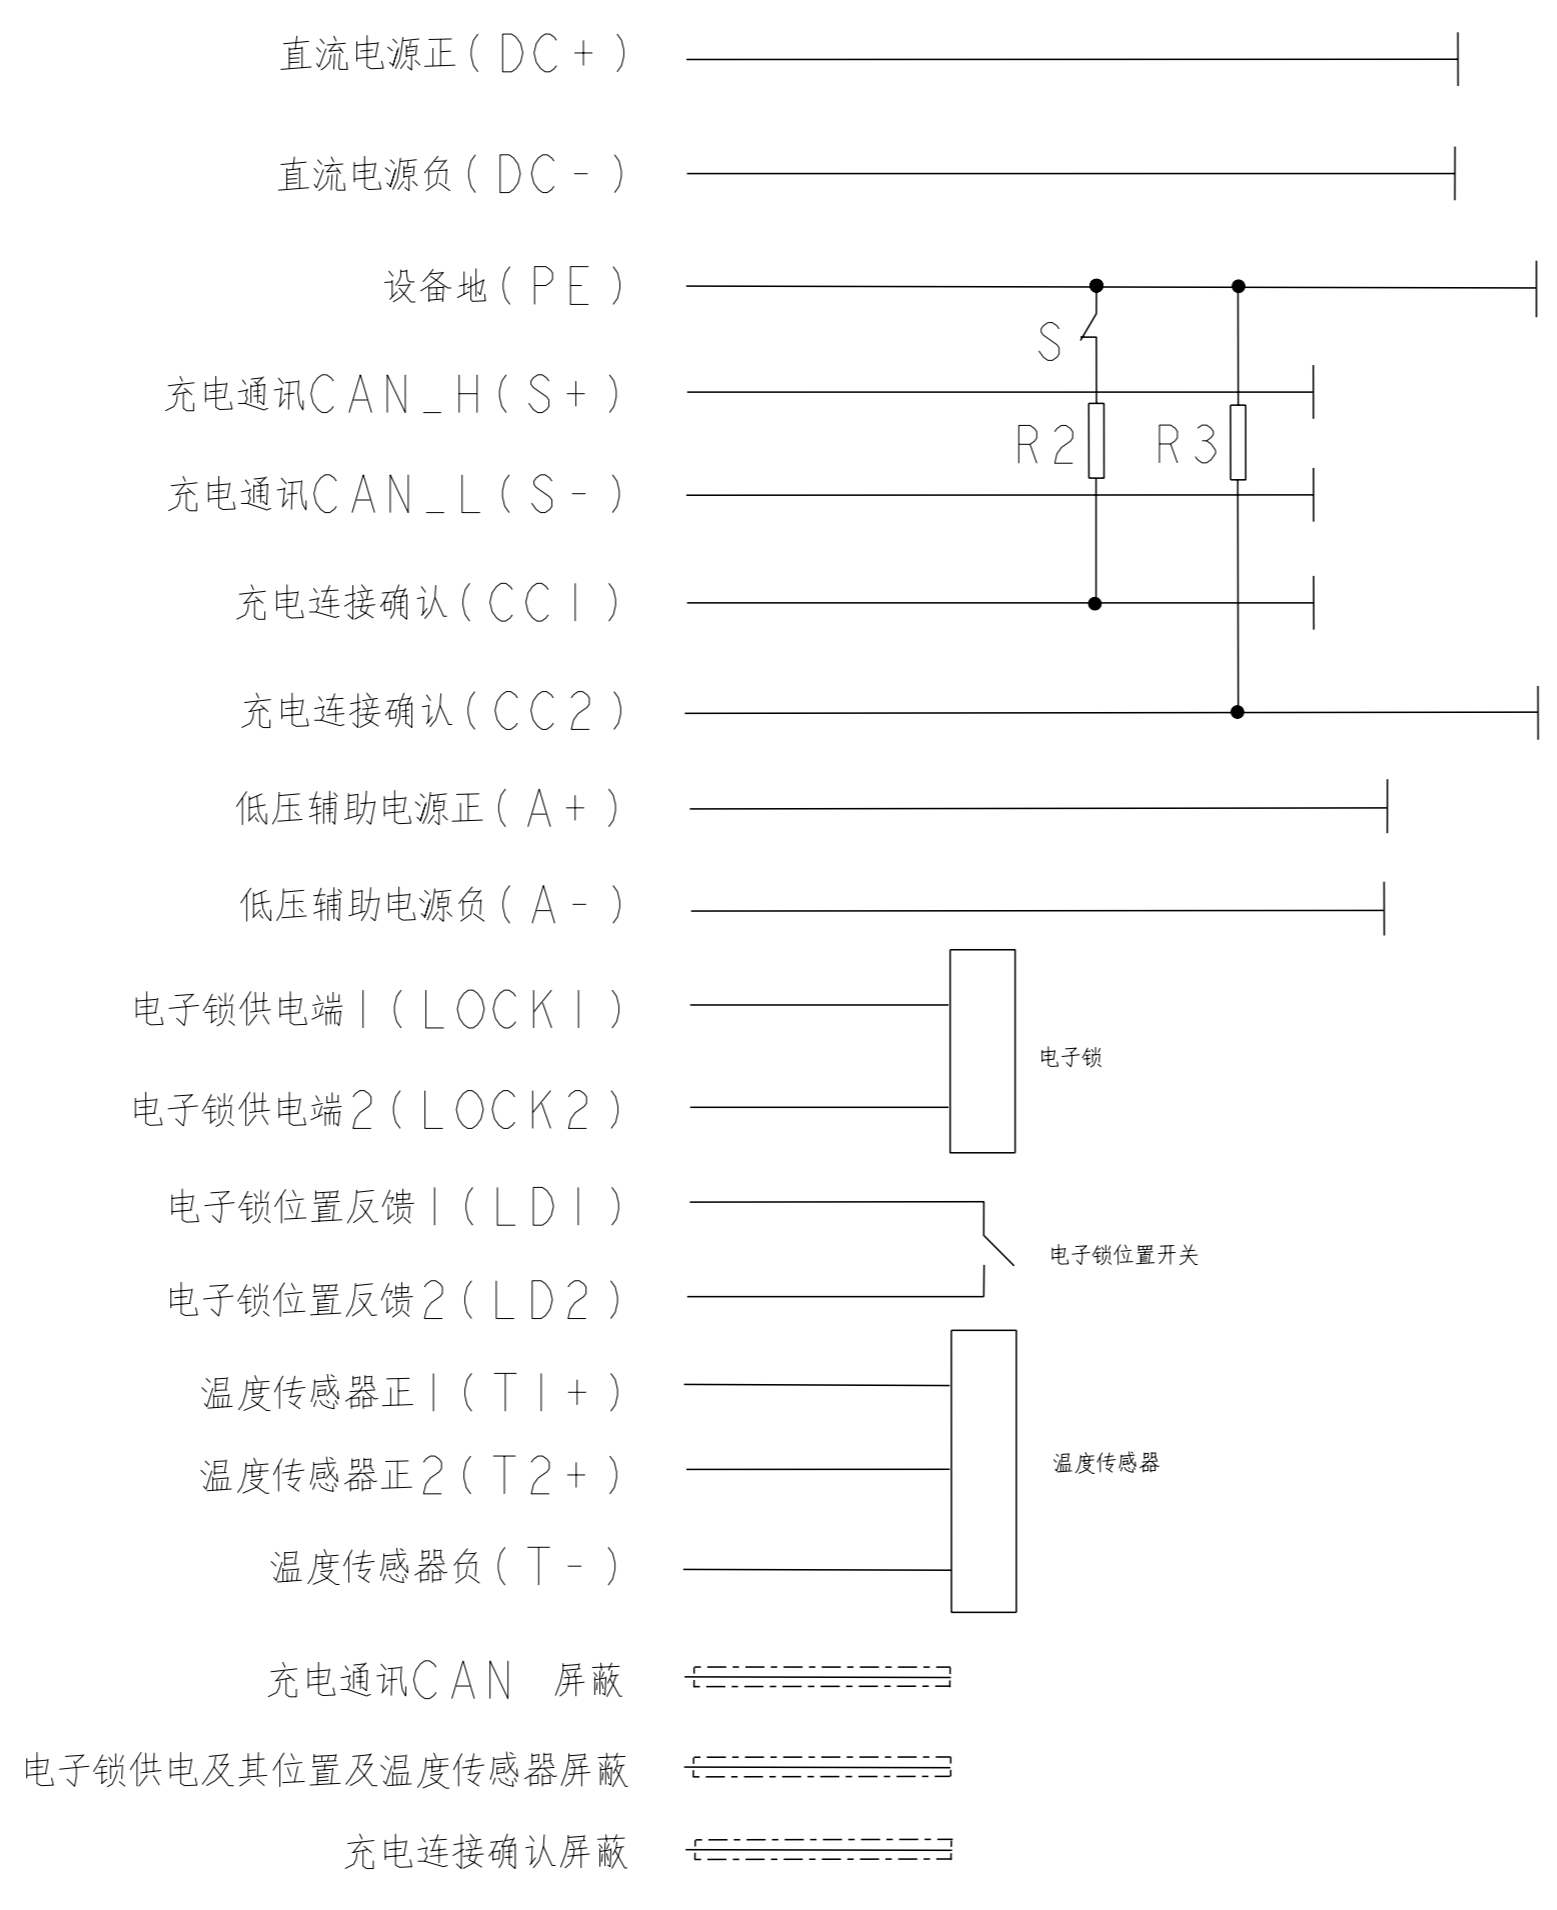 直流电源正(DC+)
直流电源负(DC-)
设备地(PE)
S
充电通讯CAN_H(S+)
R2
R3
充电通讯CAN_L(S-)
充电连接确认(CC1)
充电连接确认(CC2)
低压辅助电源正(A+)
低压辅助电源负(A-)
电子锁供电端1(LOCK1)
电子锁
电子锁供电端2(LOCK2)
电子锁位置反馈1(LD1)
电子锁位置开关
电子锁位置反馈2(LD2)
温度传感器正1(T1+)
温度传感器正2(T2+)
温度传感器
温度传感器负(T-)
充电通讯CAN 屏蔽
电子锁供电及其位置及温度传感器屏蔽
充电连接确认屏蔽